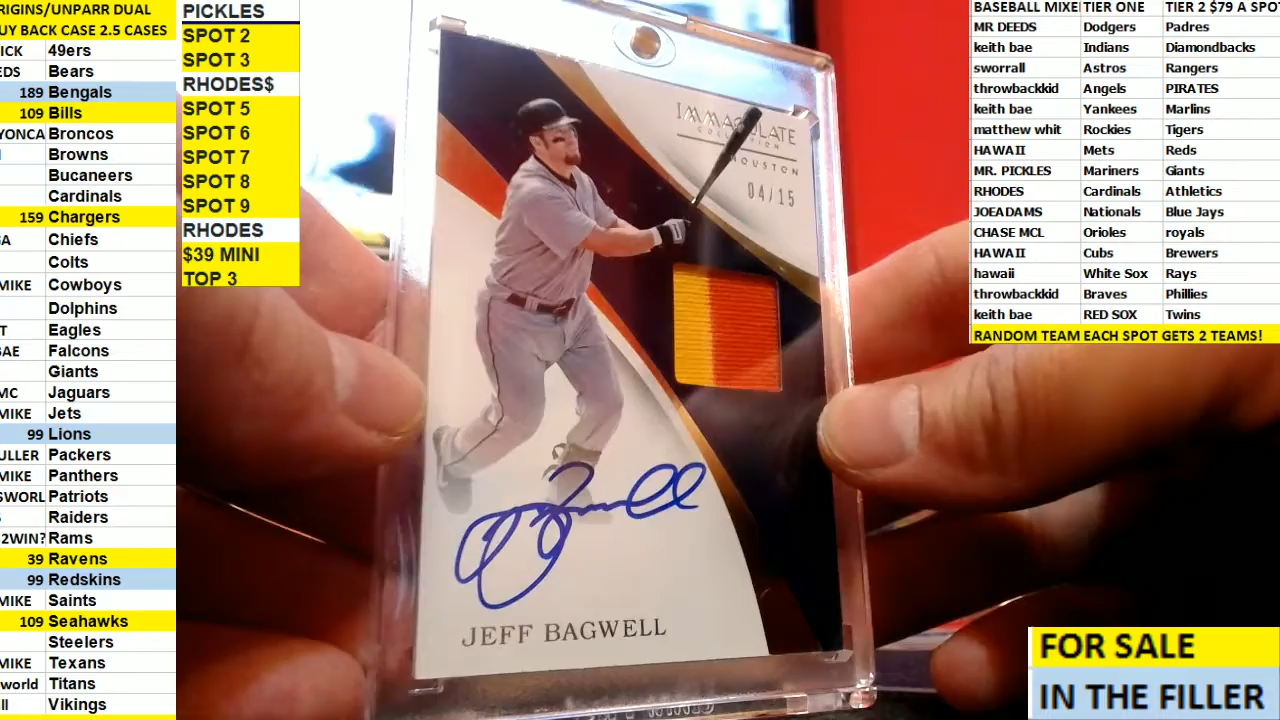 RIGINS/UNPARR DUAL
UY BACK CASE 2.5 CASES
ICK 49ers
EDS Bears
189 Bengals
109 Bills
YONCA Broncos
Browns
Bucaneers
Cardinals
159 Chargers
GA Chiefs
Colts
MIKE Cowboys
Dolphins
T Eagles
BAE Falcons
Giants
MC Jaguars
MIKE Jets
99 Lions
ULLER Packers
MIKE Panthers
SWORL Patriots
Raiders
2WIN? Rams
39 Ravens
99 Redskins
MIKE Saints
109 Seahawks
Steelers
MIKE Texans
world Titans
ll Vikings
PICKLES
SPOT 2
SPOT 3
RHODES$
SPOT 5
SPOT 6
SPOT 7
SPOT 8
SPOT 9
RHODES
$39 MINI
TOP 3
IMMACULATE
COLLECTION
HOUSTON
04/15
JEFF BAGWELL
BASEBALL MIXE TIER ONE TIER 2 $79 A SPOT
MR DEEDS Dodgers Padres
keith bae Indians Diamondbacks
sworrall Astros Rangers
throwbackkid Angels PIRATES
keith bae Yankees Marlins
matthew whit Rockies Tigers
HAWAII Mets Reds
MR. PICKLES Mariners Giants
RHODES Cardinals Athletics
JOEADAMS Nationals Blue Jays
CHASE MCL Orioles royals
HAWAII Cubs Brewers
hawaii White Sox Rays
throwbackkid Braves Phillies
keith bae RED SOX Twins
RANDOM TEAM EACH SPOT GETS 2 TEAMS!
FOR SALE
IN THE FILLER